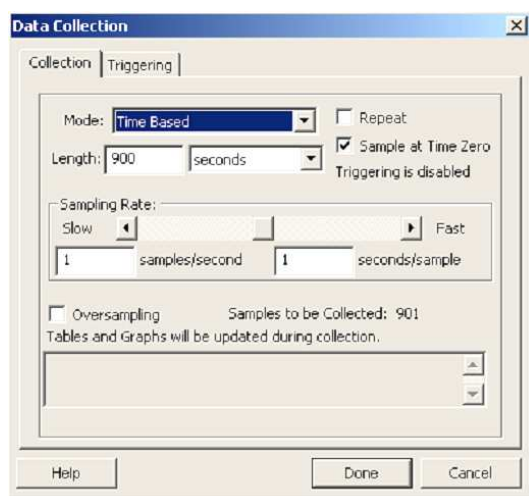 Data Collection
Collection Triggering
Mode: Time Based Repeat
Length: 900 seconds Sample at Time Zero
Triggering is disabled
Sampling Rate:
Slow Fast
1 samples/second 1 seconds/sample
Oversampling Samples to be Collected: 901
Tables and Graphs will be updated during collection.
Help Done Cancel